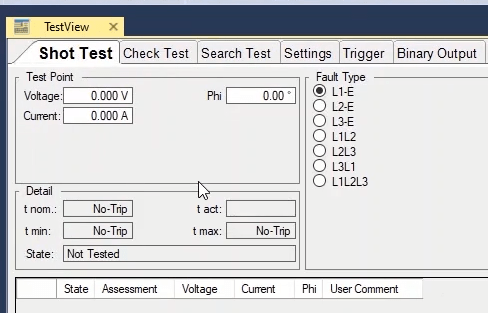 TestView
Shot Test Check Test Search Test Settings Trigger Binary Output
Test Point
Voltage: 0.000 V Phi 0.00 °
Current: 0.000 A
Fault Type
L1-E
L2-E
L3-E
L1L2
L2L3
L3L1
L1L2L3
Detail
t nom.: No-Trip t act:
t min: No-Trip t max: No-Trip
State: Not Tested
State Assessment Voltage Current Phi User Comment